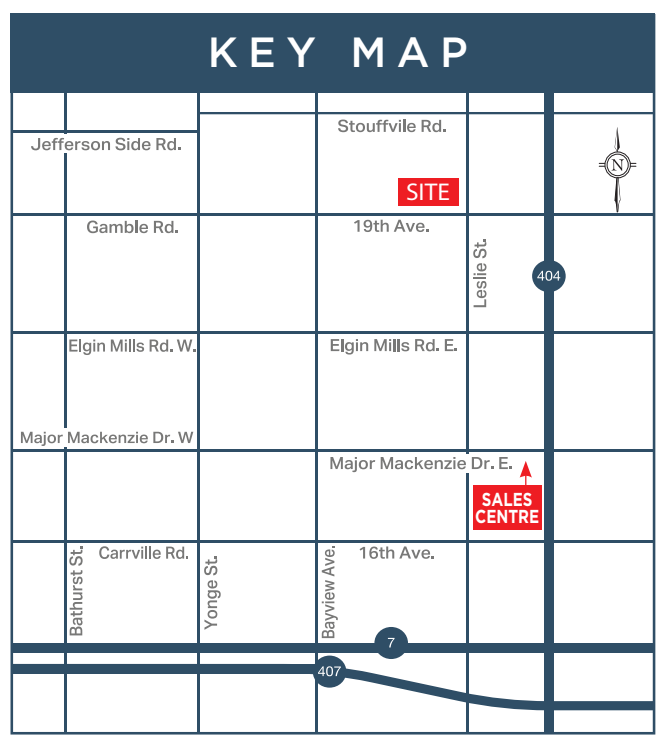 KEY MAP
Stouffvile Rd.
Jefferson Side Rd.
N
SITE
Gamble Rd.
19th Ave.
Leslie St.
404
Elgin Mills Rd. W.
Elgin Mills Rd. E.
Major Mackenzie Dr. W
Major Mackenzie Dr. E.
SALES
CENTRE
Bathurst St.
Carrville Rd.
Yonge St.
Bayview Ave.
16th Ave.
7
407